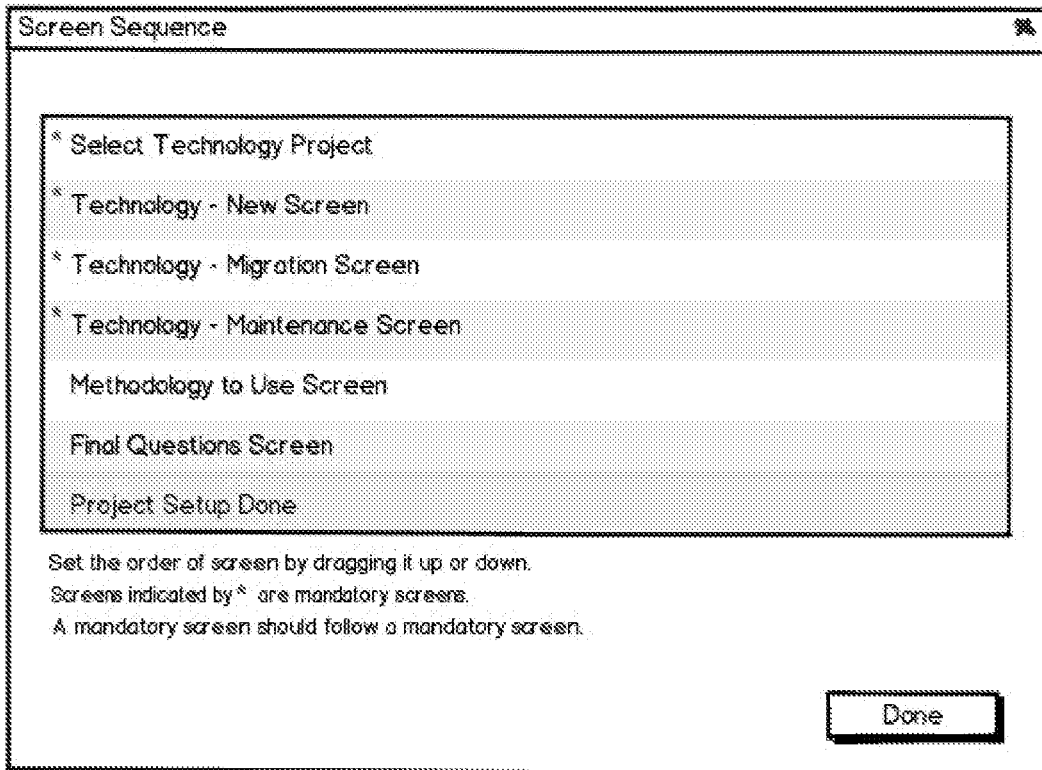 Screen Sequence
* Select Technology Project
* Technology - New Screen
* Technology - Migration Screen
* Technology - Maintenance Screen
Methodology to Use Screen
Final Questions Screen
Project Setup Done
Set the order of screen by dragging it up or down.
Screens indicated by * are mandatory screens.
A mandatory screen should follow a mandatory screen.
Done